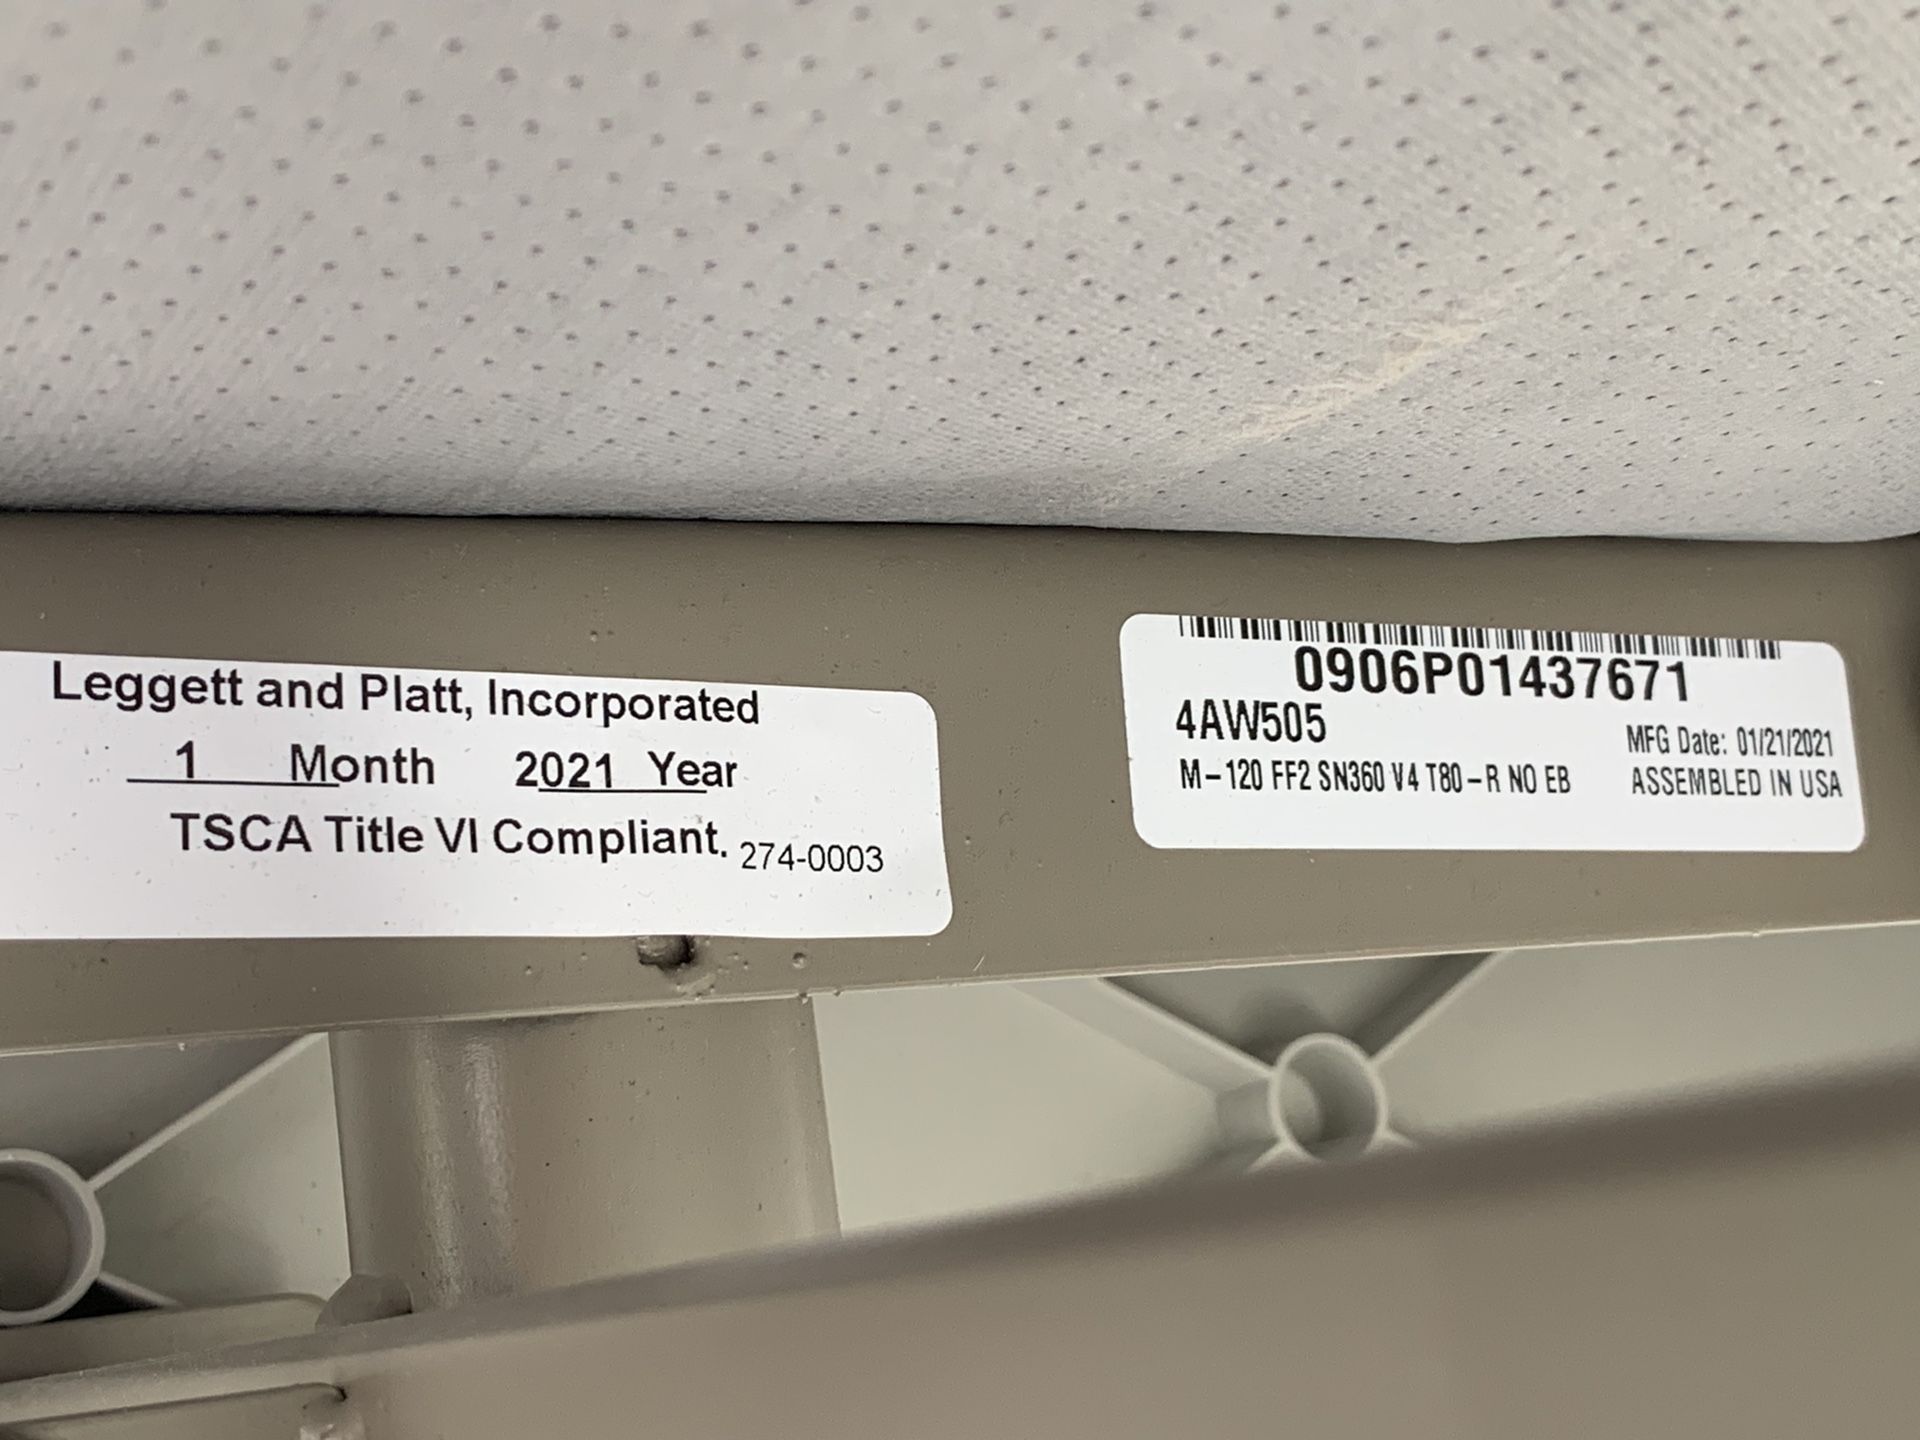 Leggett and Platt, Incorporated
1 Month 2021 Year
TSCA Title VI Compliant. 274-0003
0906P01437671
4AW505
MFG Date: 01/21/2021
M-120 FF2 SN360 V4 T80-R NO EB
ASSEMBLED IN USA